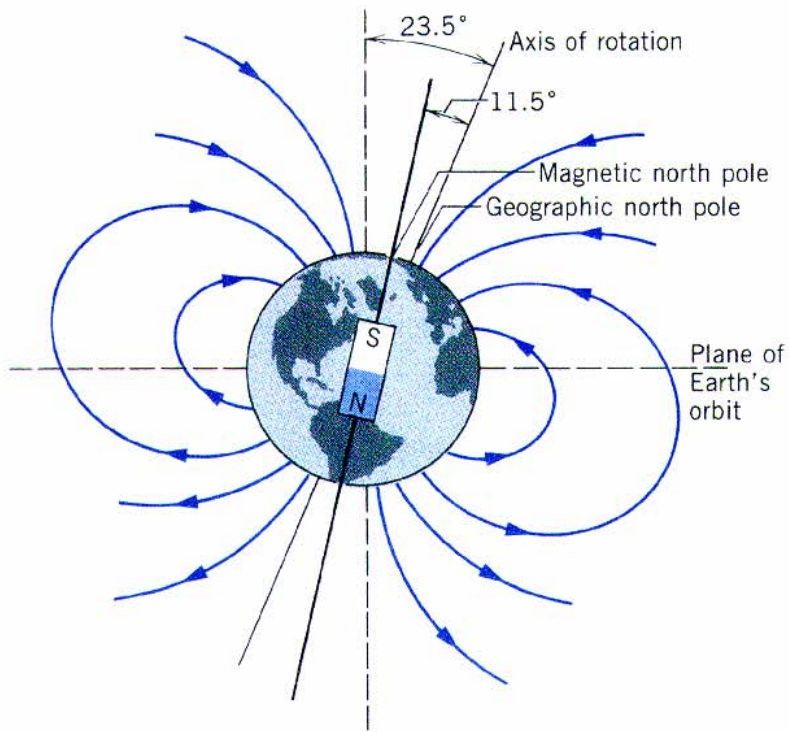 23.5°
Axis of rotation
11.5°
Magnetic north pole
Geographic north pole
S
N
Plane of
Earth's
orbit